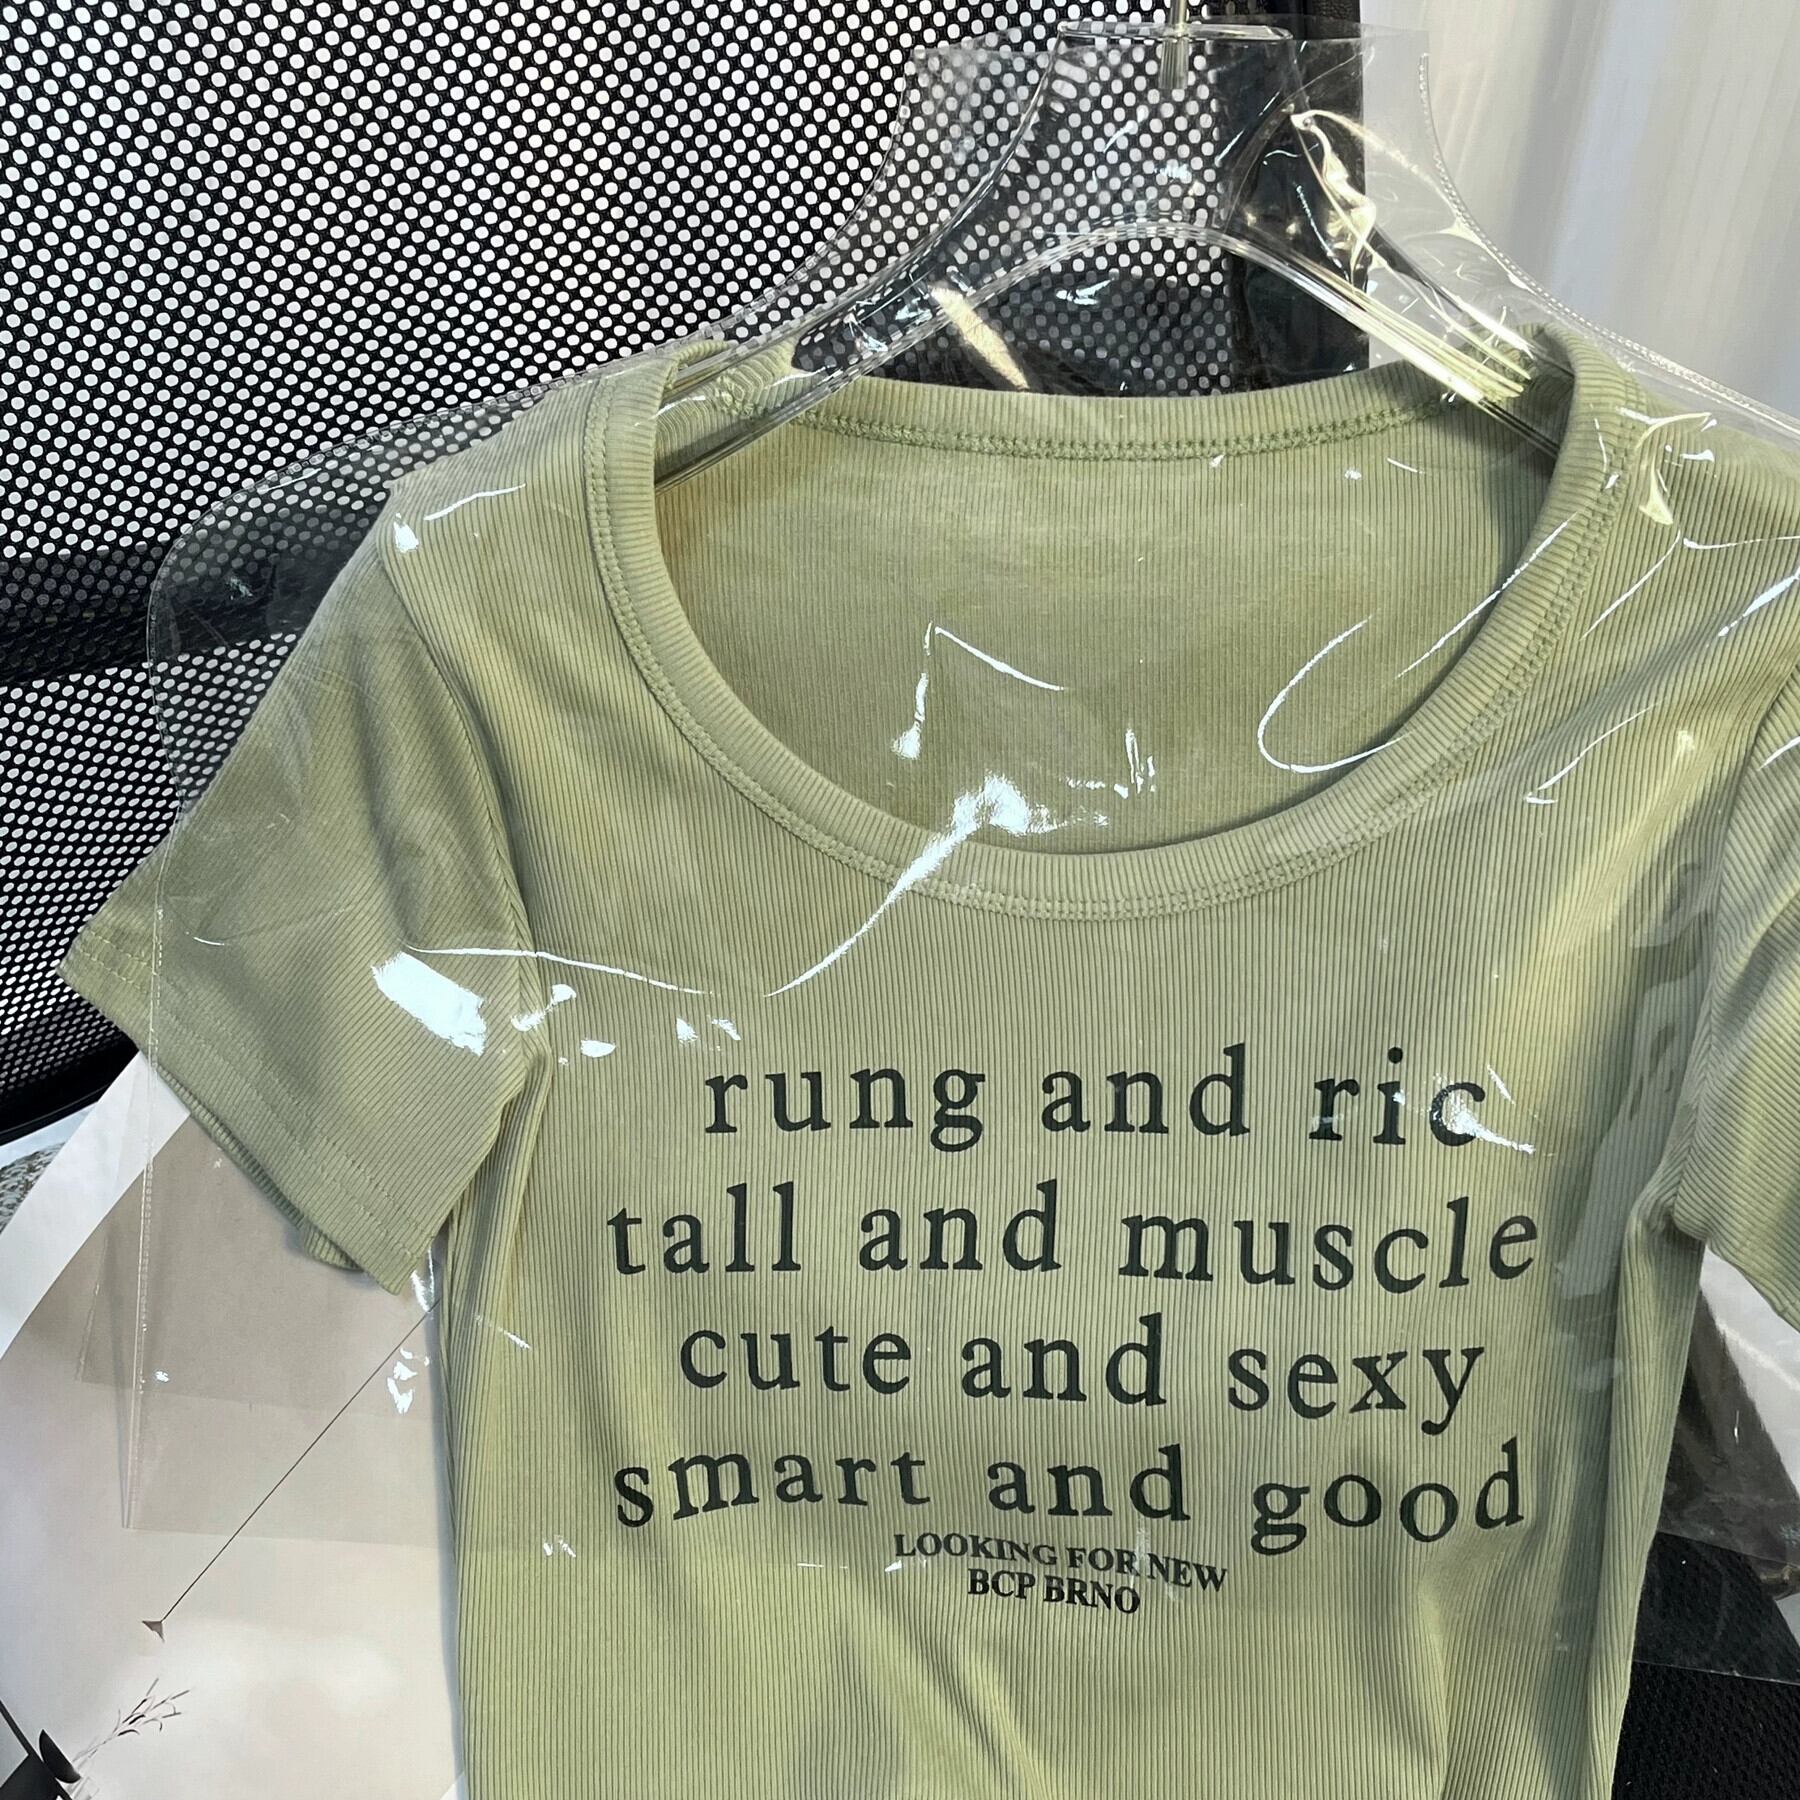 rung and ric
tall and muscle
cute and sexy
smart and good
LOOKING FOR NEW
BCP BRNO